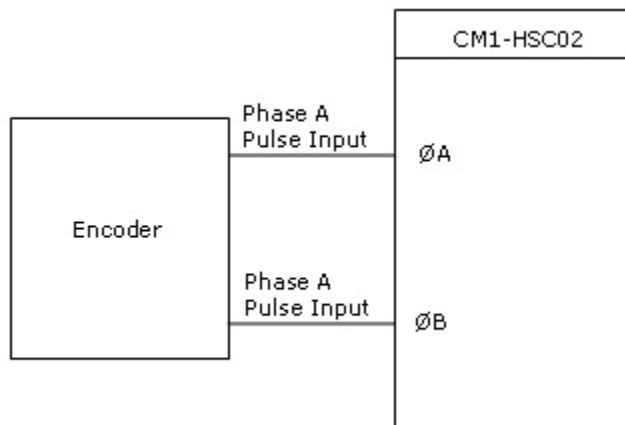 CM1-HSC02
Phase A
Pulse Input
ØA
Encoder
Phase A
Pulse Input
ØB